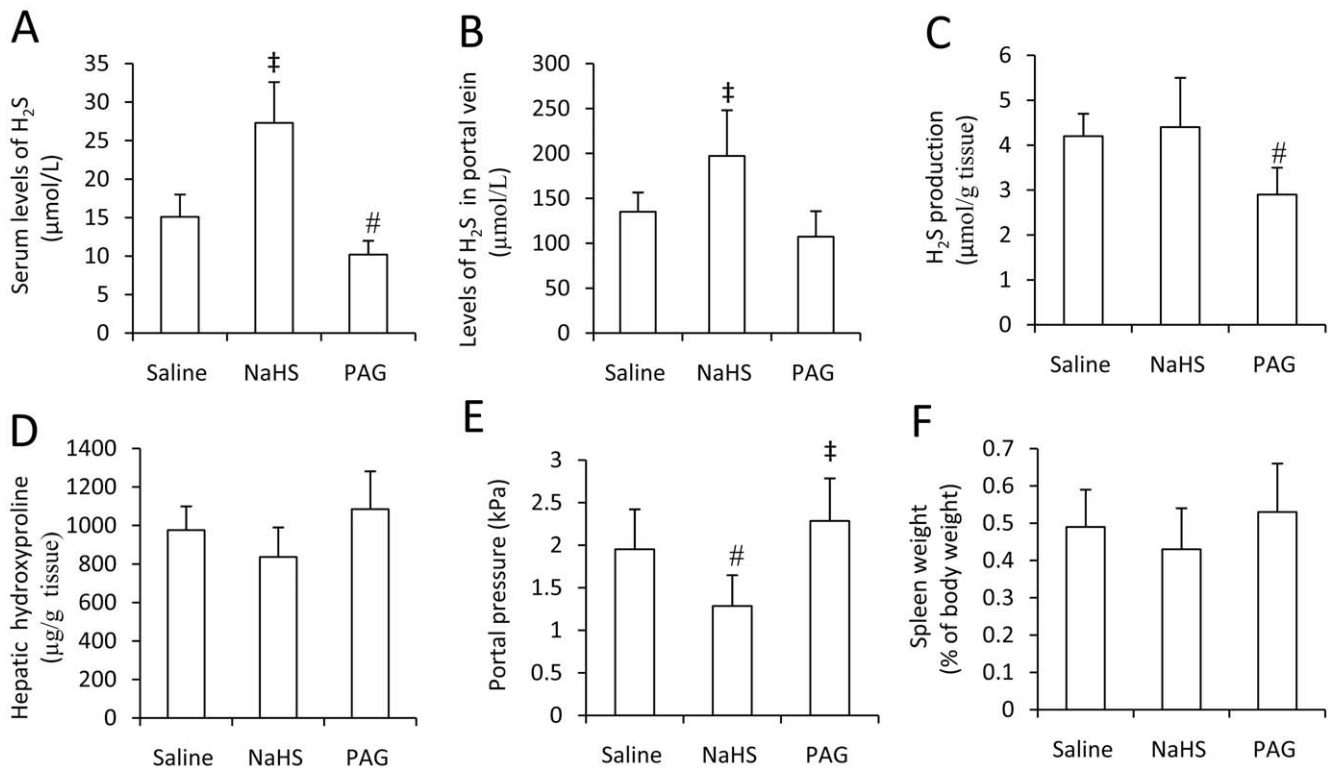 A
Serum levels of H₂S
(μmol/L)
35
30
25
20
15
10
5
0
‡
#
Saline NaHS PAG
B
Levels of H₂S in portal vein
(μmol/L)
300
250
200
150
100
50
0
‡
Saline NaHS PAG
C
H₂S production
(μmol/g tissue)
6
5
4
3
2
1
0
#
Saline NaHS PAG
D
Hepatic hydroxyproline
(μg/g tissue)
1400
1200
1000
800
600
400
200
0
Saline NaHS PAG
E
Portal pressure (kPa)
3
2.5
2
1.5
1
0.5
0
#
‡
Saline NaHS PAG
F
Spleen weight
(% of body weight)
0.7
0.6
0.5
0.4
0.3
0.2
0.1
0
Saline NaHS PAG